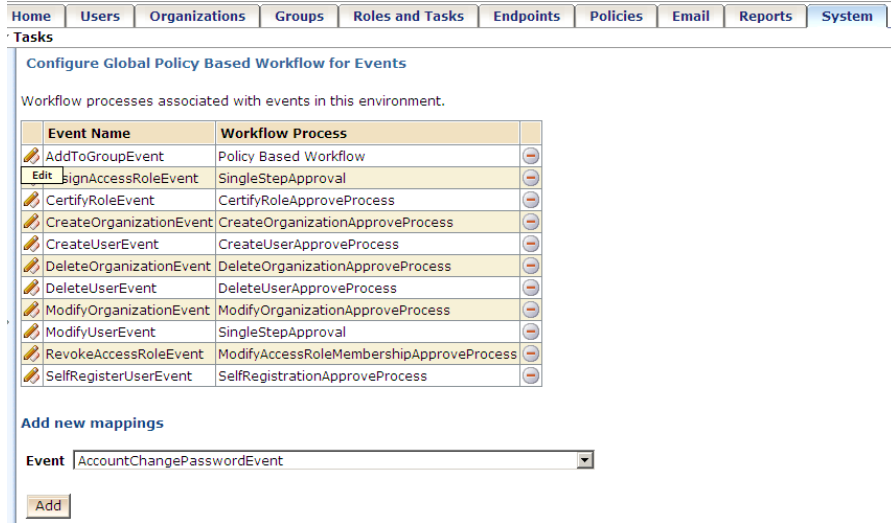 Home Users Organizations Groups Roles and Tasks Endpoints Policies Email Reports System
Tasks
Configure Global Policy Based Workflow for Events
Workflow processes associated with events in this environment.
Event Name Workflow Process
AddToGroupEvent Policy Based Workflow
Edit signAccessRoleEvent SingleStepApproval
CertifyRoleEvent CertifyRoleApproveProcess
CreateOrganizationEvent CreateOrganizationApproveProcess
CreateUserEvent CreateUserApproveProcess
DeleteOrganizationEvent DeleteOrganizationApproveProcess
DeleteUserEvent DeleteUserApproveProcess
ModifyOrganizationEvent ModifyOrganizationApproveProcess
ModifyUserEvent SingleStepApproval
RevokeAccessRoleEvent ModifyAccessRoleMembershipApproveProcess
SelfRegisterUserEvent SelfRegistrationApproveProcess
Add new mappings
Event AccountChangePasswordEvent
Add